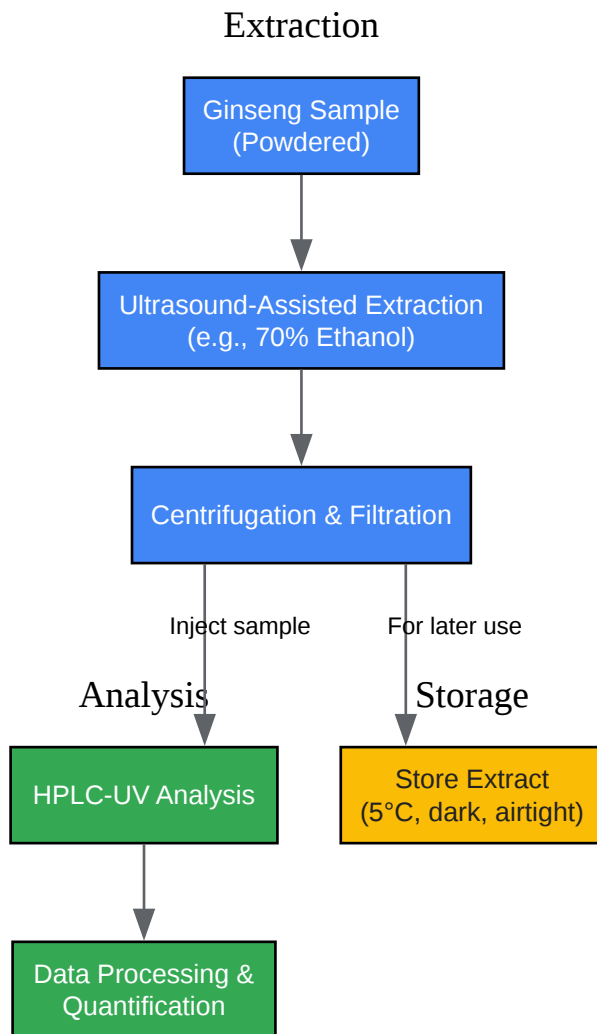 Extraction
Ginseng Sample
(Powdered)
Ultrasound-Assisted Extraction
(e.g., 70% Ethanol)
Centrifugation & Filtration
Inject sample
For later use
Analysis
Storage
HPLC-UV Analysis
Store Extract
(5°C, dark, airtight)
Data Processing &
Quantification